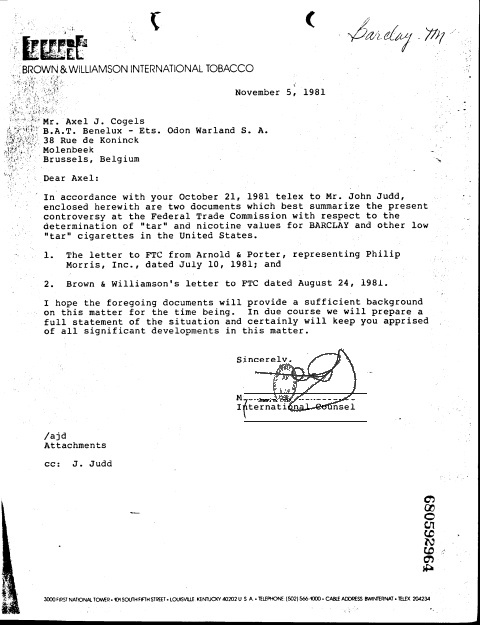 Barclay-
BROWN & WILLIAMSON INTERNATIONAL TOBACCO
November 5, 1981
Mr. Axel J. Cogels
B.A.T. Benelux - Ets. Odon Warland S. A.
38 Rue de Koninck
Molenbeek
Brussels, Belgium
Dear Axel:
In accordance with your October 21, 1981 telex to Mr. John Judd,
enclosed herewith are two documents which best summarize the present
controversy at the Federal Trade Commission with respect to the
determination of "tar" and nicotine values for BARCLAY and other low
"tar" cigarettes in the United States.
1. The letter to FTC from Arnold & Porter, representing Philip
Morris, Inc., dated July 10, 1981; and
2. Brown & Williamson's letter to FTC dated August 24, 1981.
I hope the foregoing documents will provide a sufficient background
on this matter for the time being. In due course we will prepare a
full statement of the situation and certainly will keep you apprised
of all significant developments in this matter.
Sincerely,
International Counsel
/ajd
Attachments
cc: J. Judd
680592964
3000 FIRST NATIONAL TOWER • 101 SOUTH FIFTH STREET • LOUISVILLE, KENTUCKY 40202 U. S. A. • TELEPHONE (502) 566-1000 • CABLE ADDRESS BWINTERNAT • TELEX 204234